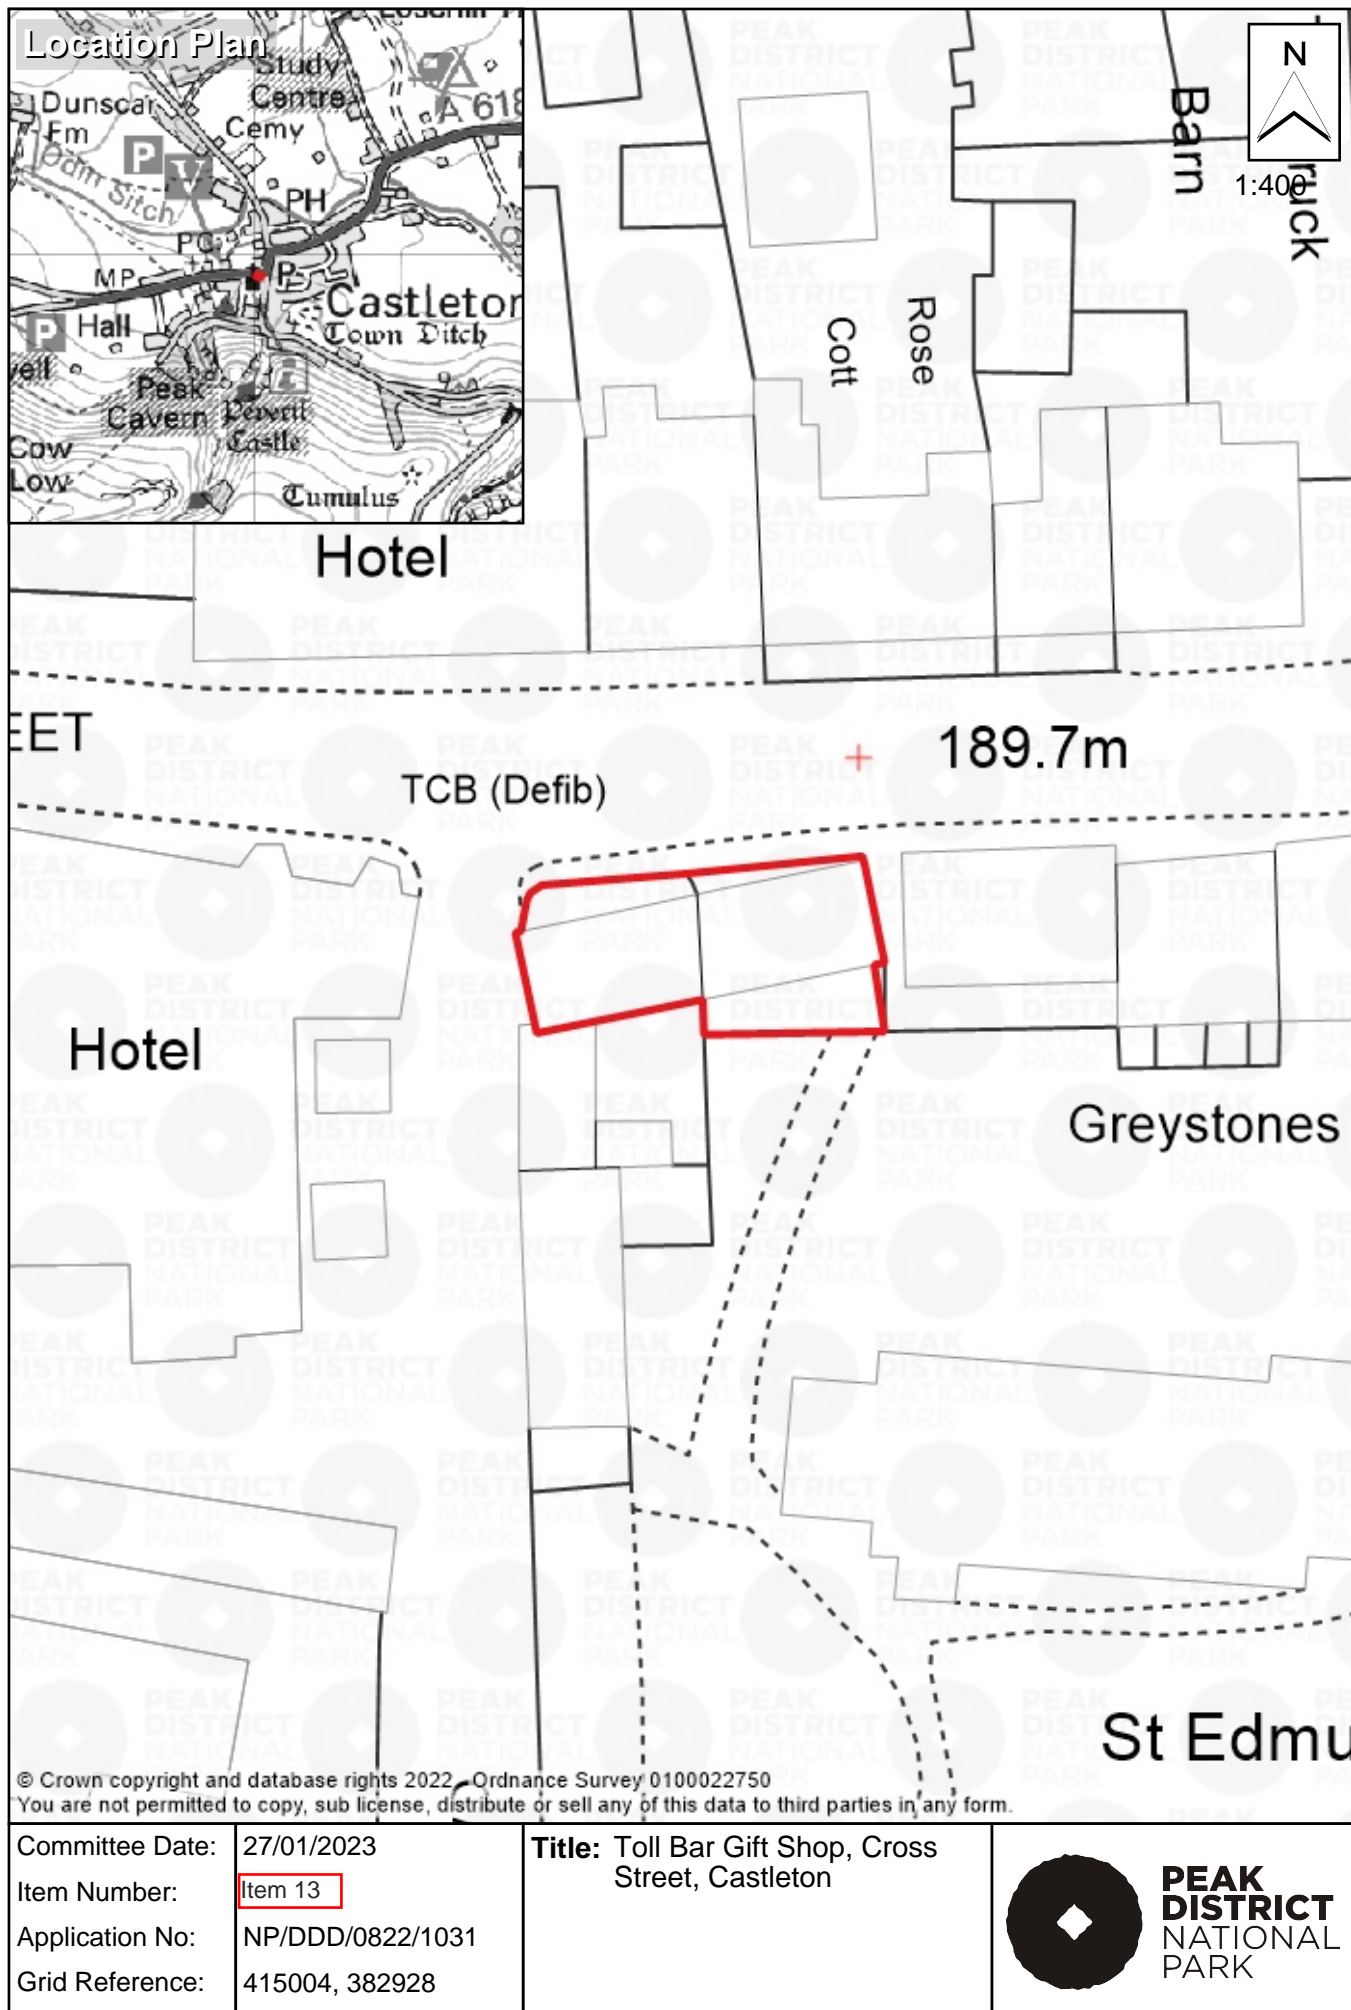 Location Plan
Study
Centre
Dunscar
Fm
Cemy
A 618
P
V
Odin Sitch
PH
PC
MP
P
Castleton
Town Ditch
P
Hall
Peak
Cavern
Peveril
Castle
Cow
Low
Tumulus
N
1:400
Barn
ruck
Rose
Cott
Hotel
EET
189.7m
TCB (Defib)
Hotel
Greystones
St Edmu
© Crown copyright and database rights 2022. Ordnance Survey 0100022750
You are not permitted to copy, sub license, distribute or sell any of this data to third parties in any form.
Committee Date: 27/01/2023
Item Number: Item 13
Application No: NP/DDD/0822/1031
Grid Reference: 415004, 382928
Title: Toll Bar Gift Shop, Cross
Street, Castleton
PEAK
DISTRICT
NATIONAL
PARK